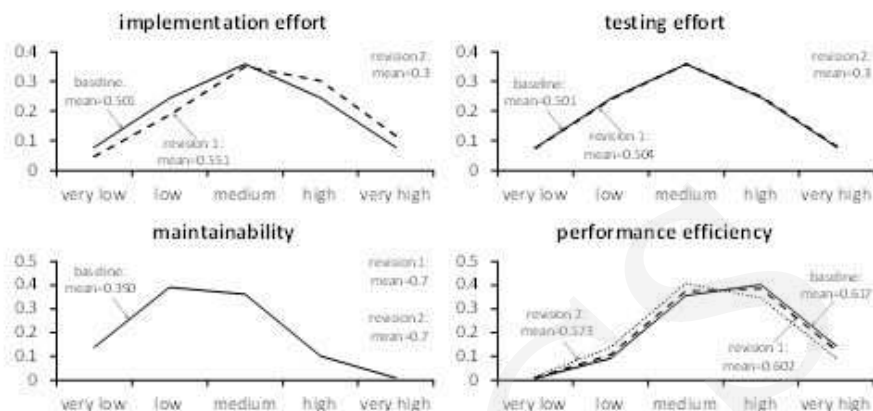 implementation effort
0.4
0.3
0.2
0.1
0
baseline:
mean=0.501
revision 1:
mean=0.551
revision 2:
mean=0.3
very low low medium high very high
testing effort
0.4
0.3
0.2
0.1
0
baseline:
mean=0.501
revision 1:
mean=0.504
revision 2:
mean=0.3
very low low medium high very high
maintainability
0.5
0.4
0.3
0.2
0.1
0
baseline:
mean=0.350
revision 1:
mean=0.7
revision 2:
mean=0.7
very low low medium high very high
performance efficiency
0.5
0.4
0.3
0.2
0.1
0
revision 2:
mean=0.573
baseline:
mean=0.617
revision 1:
mean=0.602
very low low medium high very high